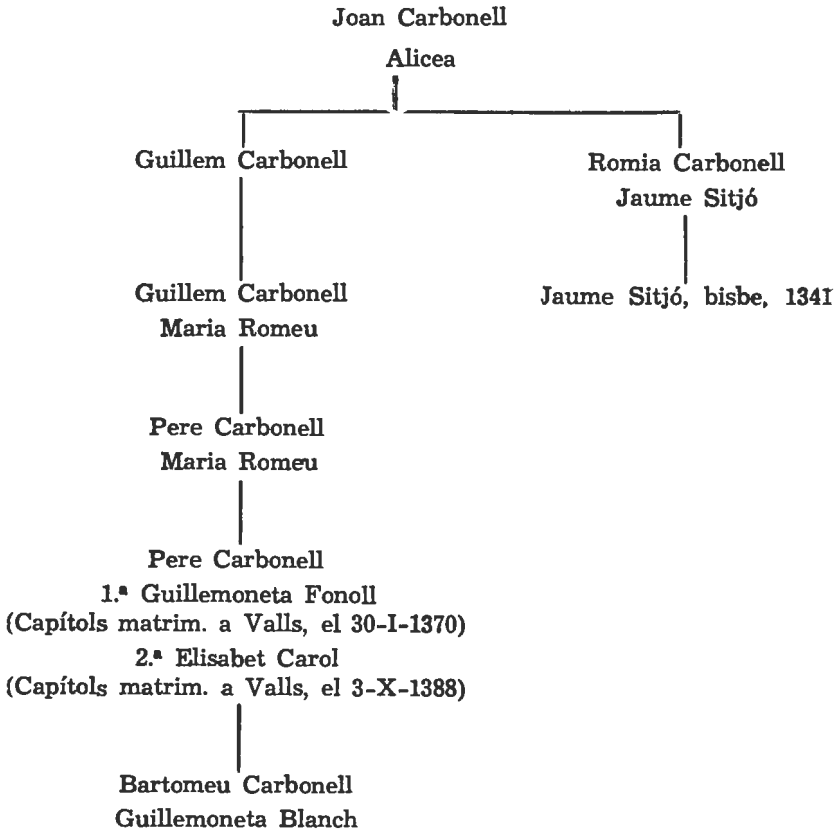 Joan Carbonell
Alicea
Guillem Carbonell
Romia Carbonell
Jaume Sitjó
Guillem Carbonell
Maria Romeu
Jaume Sitjó, bisbe, 1341
Pere Carbonell
Maria Romeu
Pere Carbonell
1.ª Guillemoneta Fonoll
(Capítols matrim. a Valls, el 30-I-1370)
2.ª Elisabet Carol
(Capítols matrim. a Valls, el 3-X-1388)
Bartomeu Carbonell
Guillemoneta Blanch